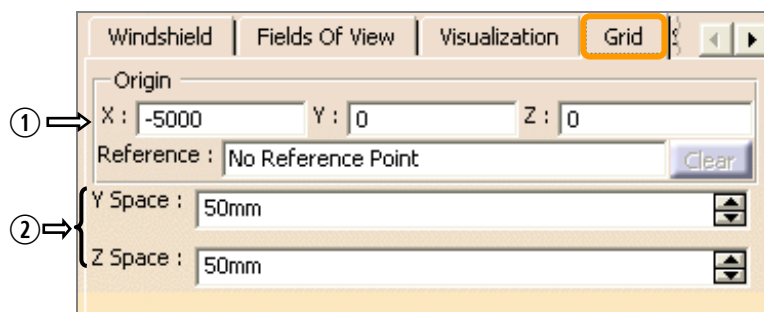 Windshield Fields Of View Visualization Grid
Origin
① X : -5000 Y : 0 Z : 0
Reference : No Reference Point Clear
Y Space : 50mm
②
Z Space : 50mm